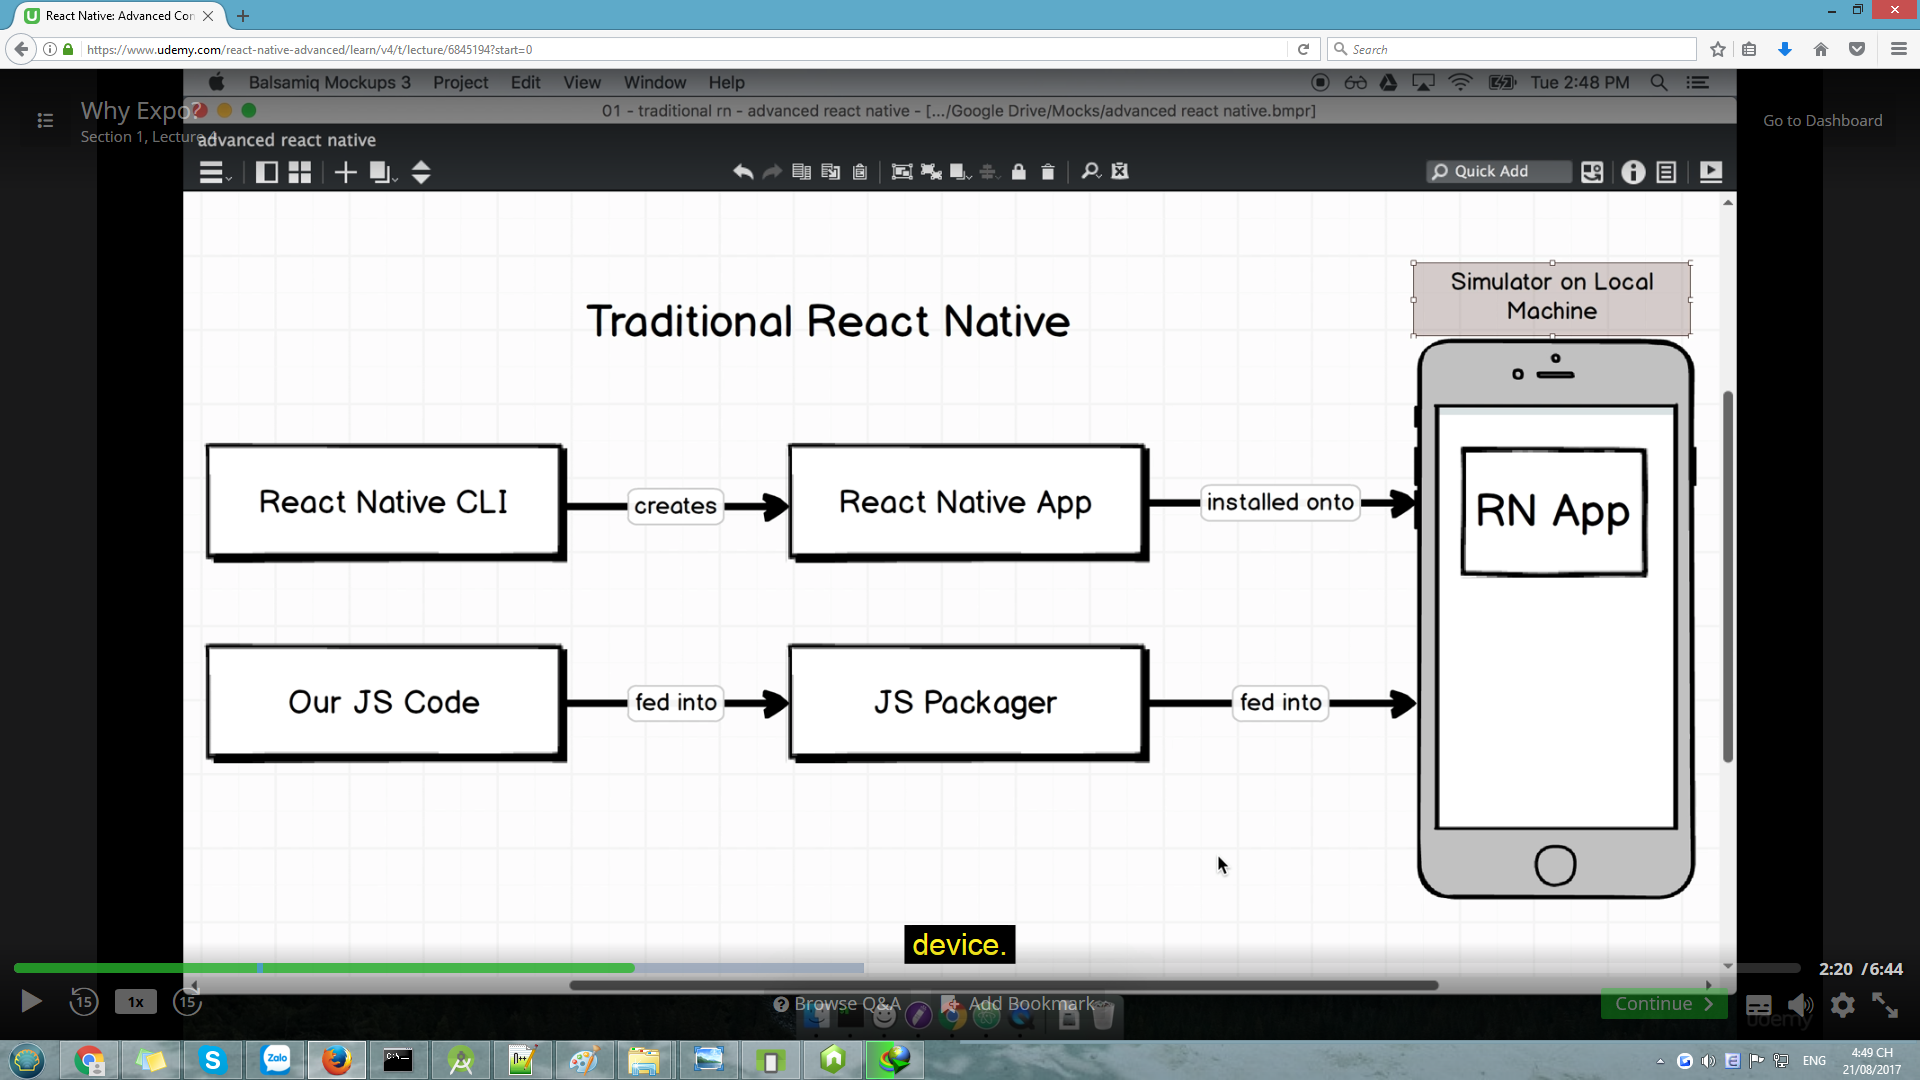 React Native: Advanced Con
https://www.udemy.com/react-native-advanced/learn/v4/t/lecture/6845194?start=0
Search
Balsamiq Mockups 3 Project Edit View Window Help
Tue 2:48 PM
Why Expo?
01 - traditional rn - advanced react native - [.../Google Drive/Mocks/advanced react native.bmpr]
Section 1, Lecture
Go to Dashboard
advanced react native
Quick Add
Simulator on Local
Machine
Traditional React Native
React Native CLI
creates
React Native App
installed onto
RN App
Our JS Code
fed into
JS Packager
fed into
device.
2:20 / 6:44
15
1x
15
Browse Q&A
Add Bookmark
Continue
udemy
Zalo
C:\_
ENG
4:49 CH
21/08/2017